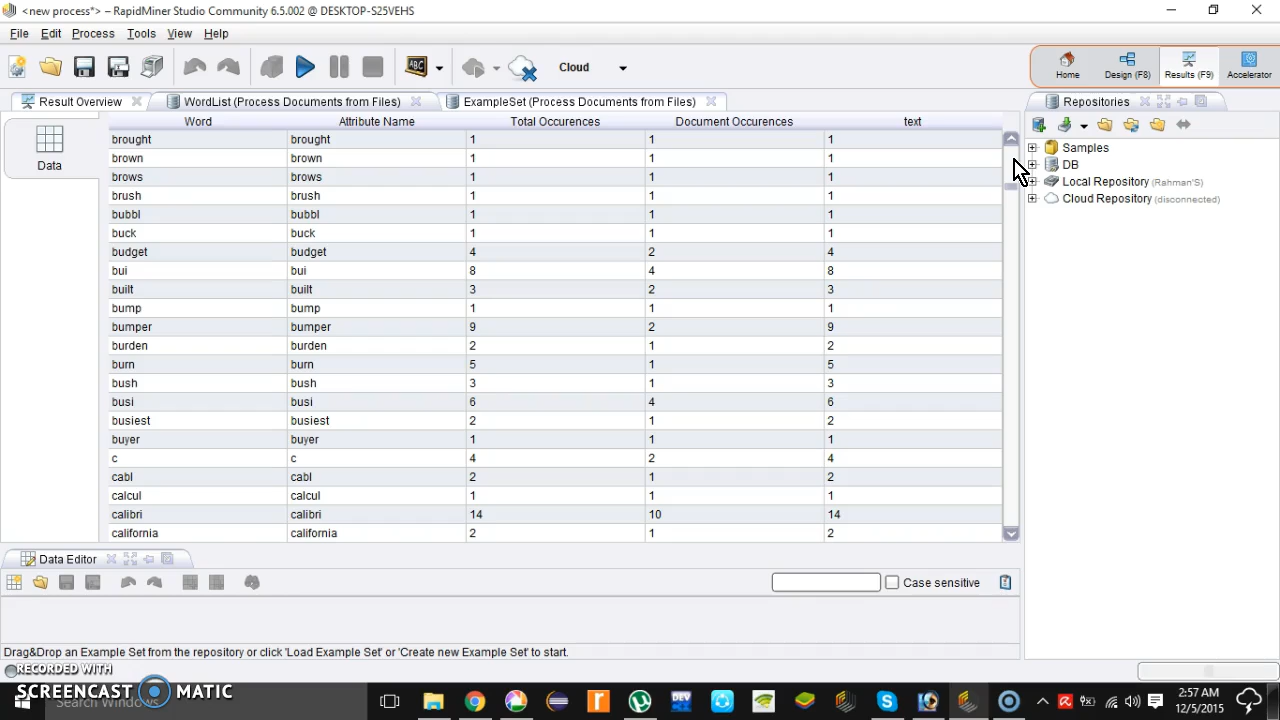 <new process*> – RapidMiner Studio Community 6.5.002 @ DESKTOP-S25VEHS
File Edit Process Tools View Help
Cloud
Home Design (F8) Results (F9) Accelerator
Result Overview WordList (Process Documents from Files) ExampleSet (Process Documents from Files) Repositories
Word Attribute Name Total Occurences Document Occurences text
Data
brought brought 1 1 1
brown brown 1 1 1
brows brows 1 1 1
brush brush 1 1 1
bubbl bubbl 1 1 1
buck buck 1 1 1
budget budget 4 2 4
bui bui 8 4 8
built built 3 2 3
bump bump 1 1 1
bumper bumper 9 2 9
burden burden 2 1 2
burn burn 5 1 5
bush bush 3 1 3
busi busi 6 4 6
busiest busiest 2 1 2
buyer buyer 1 1 1
c c 4 2 4
cabl cabl 2 1 2
calcul calcul 1 1 1
calibri calibri 14 10 14
california california 2 1 2
Samples
DB
Local Repository (Rahman'S)
Cloud Repository (disconnected)
Data Editor
Case sensitive
Drag&Drop an Example Set from the repository or click 'Load Example Set' or 'Create new Example Set' to start.
RECORDED WITH
SCREENCAST MATIC
Search Windows
DEV
2:57 AM
12/5/2015